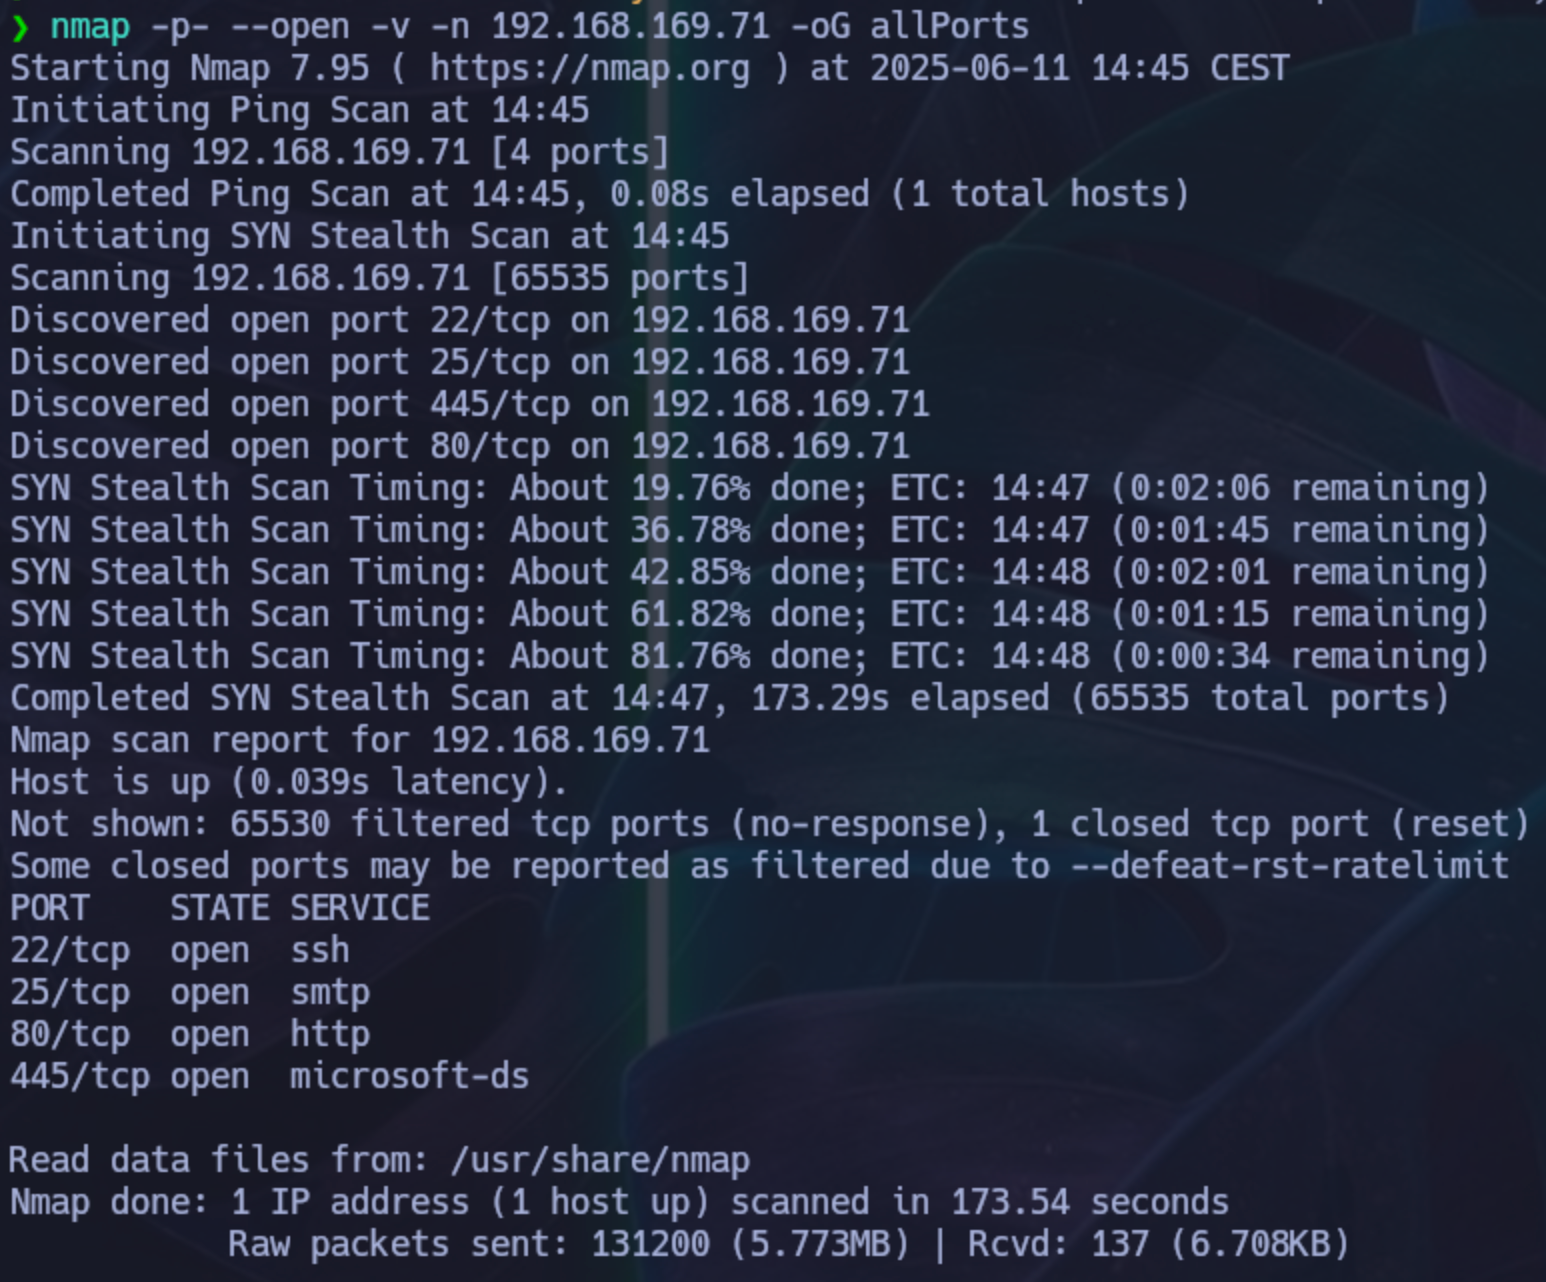 ❯ nmap -p- --open -v -n 192.168.169.71 -oG allPorts
Starting Nmap 7.95 ( https://nmap.org ) at 2025-06-11 14:45 CEST
Initiating Ping Scan at 14:45
Scanning 192.168.169.71 [4 ports]
Completed Ping Scan at 14:45, 0.08s elapsed (1 total hosts)
Initiating SYN Stealth Scan at 14:45
Scanning 192.168.169.71 [65535 ports]
Discovered open port 22/tcp on 192.168.169.71
Discovered open port 25/tcp on 192.168.169.71
Discovered open port 445/tcp on 192.168.169.71
Discovered open port 80/tcp on 192.168.169.71
SYN Stealth Scan Timing: About 19.76% done; ETC: 14:47 (0:02:06 remaining)
SYN Stealth Scan Timing: About 36.78% done; ETC: 14:47 (0:01:45 remaining)
SYN Stealth Scan Timing: About 42.85% done; ETC: 14:48 (0:02:01 remaining)
SYN Stealth Scan Timing: About 61.82% done; ETC: 14:48 (0:01:15 remaining)
SYN Stealth Scan Timing: About 81.76% done; ETC: 14:48 (0:00:34 remaining)
Completed SYN Stealth Scan at 14:47, 173.29s elapsed (65535 total ports)
Nmap scan report for 192.168.169.71
Host is up (0.039s latency).
Not shown: 65530 filtered tcp ports (no-response), 1 closed tcp port (reset)
Some closed ports may be reported as filtered due to --defeat-rst-ratelimit
PORT    STATE SERVICE
22/tcp  open  ssh
25/tcp  open  smtp
80/tcp  open  http
445/tcp open  microsoft-ds

Read data files from: /usr/share/nmap
Nmap done: 1 IP address (1 host up) scanned in 173.54 seconds
           Raw packets sent: 131200 (5.773MB) | Rcvd: 137 (6.708KB)